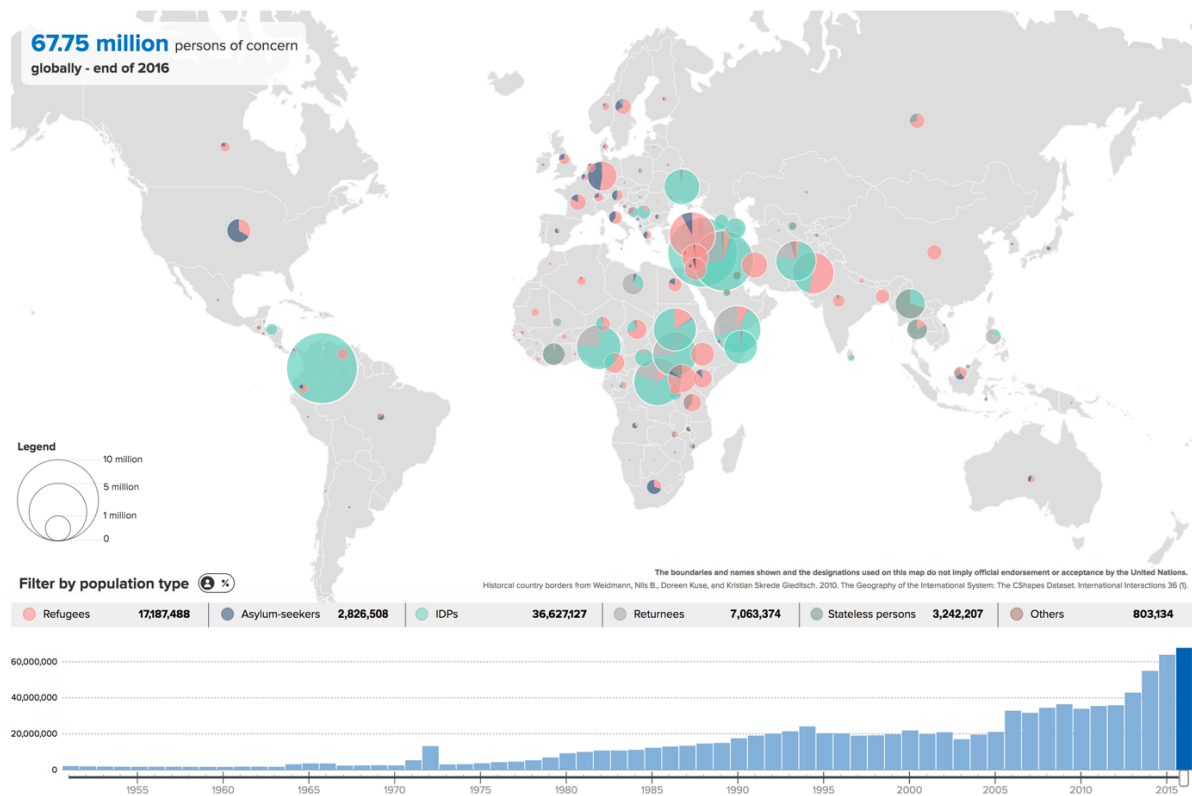 67.75 million persons of concern
globally - end of 2016
Legend
10 million
5 million
1 million
0
The boundaries and names shown and the designations used on this map do not imply official endorsement or acceptance by the United Nations.
Filter by population type %
Historcal country borders from Weidmann, Nils B., Doreen Kuse, and Kristian Skrede Gleditsch. 2010. The Geography of the International System: The CShapes Dataset. International Interactions 36 (1).
Refugees 17,187,488 Asylum-seekers 2,826,508 IDPs 36,627,127 Returnees 7,063,374 Stateless persons 3,242,207 Others 803,134
60,000,000
40,000,000
20,000,000
0
1955 1960 1965 1970 1975 1980 1985 1990 1995 2000 2005 2010 2015